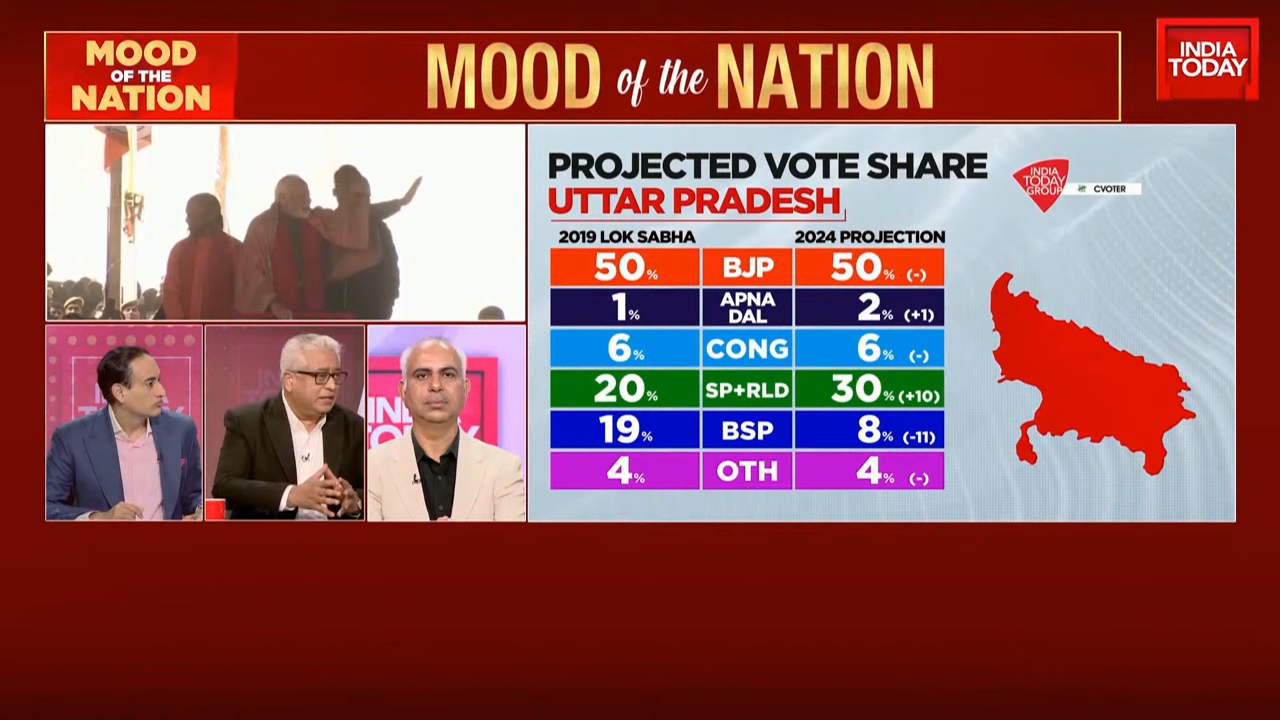 MOOD
OF THE
NATION
MOOD of the NATION
INDIA
TODAY
PROJECTED VOTE SHARE
UTTAR PRADESH
INDIA
TODAY
GROUP
CVOTER
2019 LOK SABHA 2024 PROJECTION
50% BJP 50% (-)
1% APNA DAL 2% (+1)
6% CONG 6% (-)
20% SP+RLD 30% (+10)
19% BSP 8% (-11)
4% OTH 4% (-)